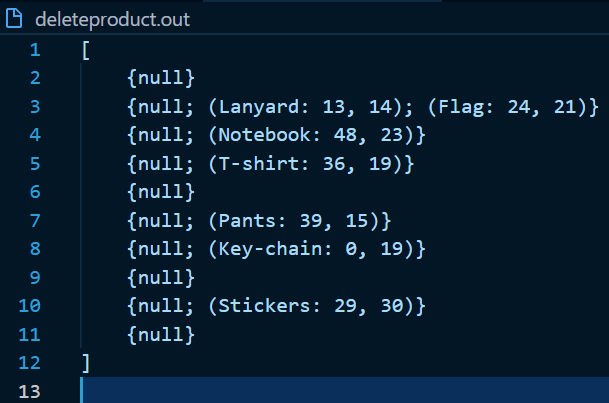 deleteproduct.out
1 [
2 {null}
3 {null; (Lanyard: 13, 14); (Flag: 24, 21)}
4 {null; (Notebook: 48, 23)}
5 {null; (T-shirt: 36, 19)}
6 {null}
7 {null; (Pants: 39, 15)}
8 {null; (Key-chain: 0, 19)}
9 {null}
10 {null; (Stickers: 29, 30)}
11 {null}
12 ]
13